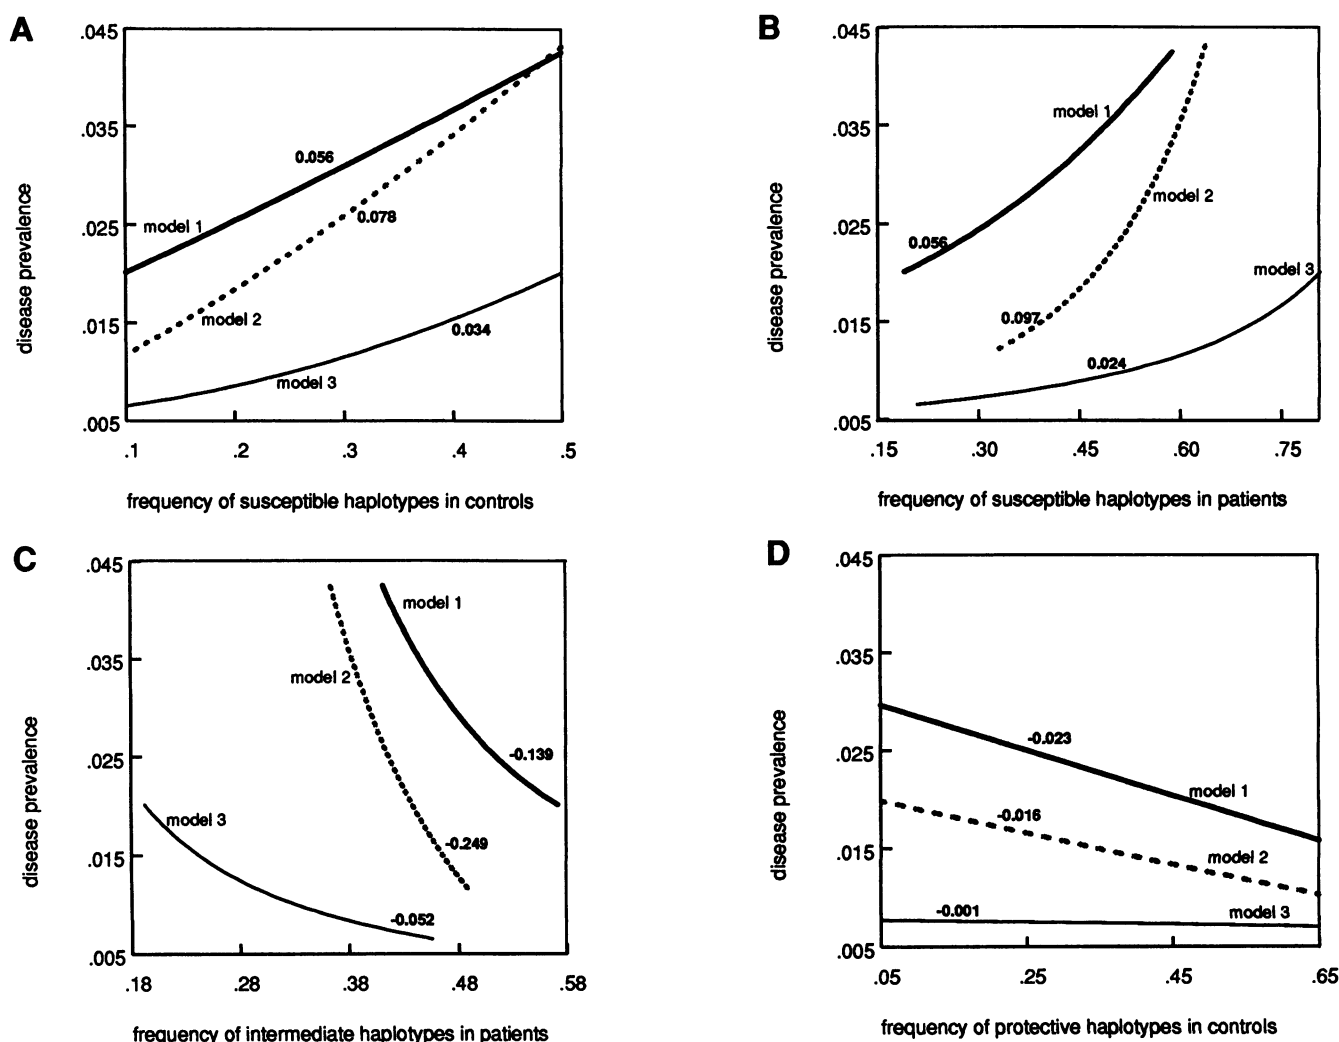 A
.045
.035
.025
.015
.005
disease prevalence
0.056
model 1
0.078
model 2
0.034
model 3
.1 .2 .3 .4 .5
frequency of susceptible haplotypes in controls
B
.045
.035
.025
.015
.005
disease prevalence
model 1
model 2
0.056
model 3
0.097
0.024
.15 .30 .45 .60 .75
frequency of susceptible haplotypes in patients
C
.045
.035
.025
.015
.005
disease prevalence
model 1
model 2
-0.139
model 3
-0.249
-0.052
.18 .28 .38 .48 .58
frequency of intermediate haplotypes in patients
D
.045
.035
.025
.015
.005
disease prevalence
-0.023
model 1
-0.016
model 2
-0.001
model 3
.05 .25 .45 .65
frequency of protective haplotypes in controls